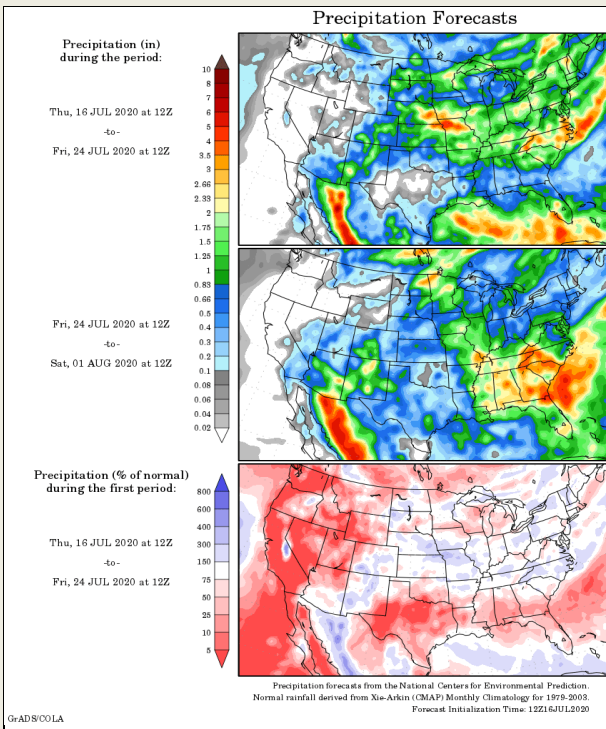 Precipitation Forecasts
Precipitation (in)
during the period:
Thu, 16 JUL 2020 at 12Z
-to-
Fri, 24 JUL 2020 at 12Z
10
8
7
6
5
4
3.5
3
2.66
2.33
2
1.75
1.5
1.25
1
0.83
0.66
0.5
0.4
0.3
0.2
0.1
0.08
0.06
0.04
0.02
Fri, 24 JUL 2020 at 12Z
-to-
Sat, 01 AUG 2020 at 12Z
Precipitation (% of normal)
during the first period:
Thu, 16 JUL 2020 at 12Z
-to-
Fri, 24 JUL 2020 at 12Z
800
600
400
300
150
75
50
25
10
5
Precipitation forecasts from the National Centers for Environmental Prediction.
Normal rainfall derived from Xie-Arkin (CMAP) Monthly Climatology for 1979-2003.
Forecast Initialization Time: 12Z16JUL2020
GrADS/COLA